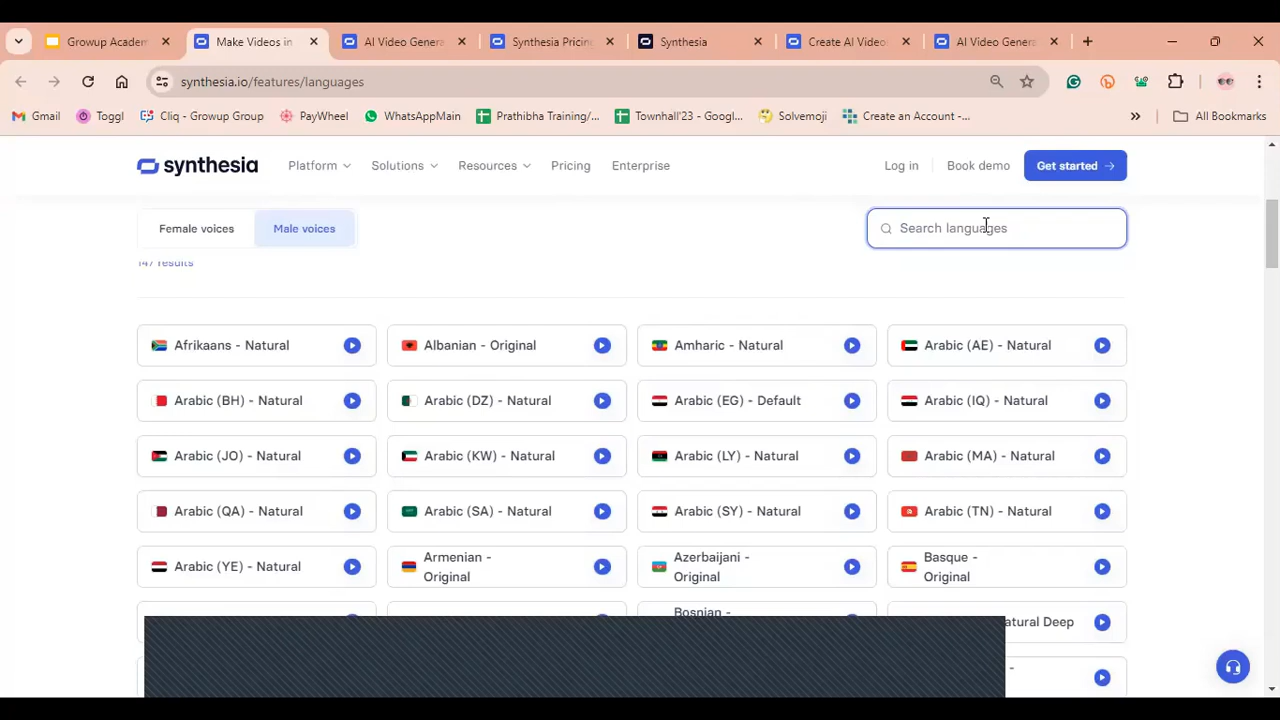 Growup Acade
Make Videos in
AI Video Genera
Synthesia Pricin
Synthesia
Create AI Video
AI Video Genera
synthesia.io/features/languages
Gmail
Toggl
Cliq - Growup Group
PayWheel
WhatsAppMain
Prathibha Training/...
Townhall'23 - Googl...
Solvemoji
Create an Account -...
All Bookmarks
synthesia
Platform
Solutions
Resources
Pricing
Enterprise
Log in
Book demo
Get started
Female voices
Male voices
Search languages
147 results
Afrikaans - Natural
Albanian - Original
Amharic - Natural
Arabic (AE) - Natural
Arabic (BH) - Natural
Arabic (DZ) - Natural
Arabic (EG) - Default
Arabic (IQ) - Natural
Arabic (JO) - Natural
Arabic (KW) - Natural
Arabic (LY) - Natural
Arabic (MA) - Natural
Arabic (QA) - Natural
Arabic (SA) - Natural
Arabic (SY) - Natural
Arabic (TN) - Natural
Arabic (YE) - Natural
Armenian -
Original
Azerbaijani -
Original
Basque -
Original
Bosnian -
atural Deep